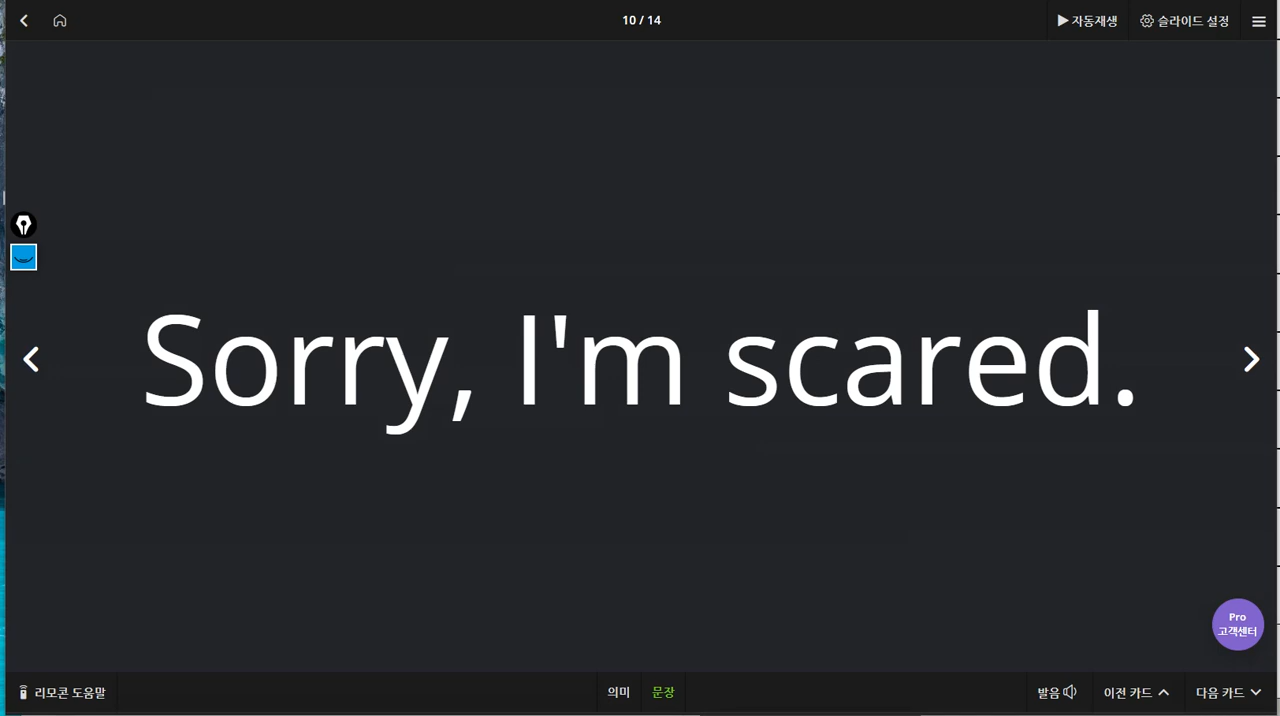 10 / 14
자동재생
슬라이드 설정
Sorry, I'm scared.
Pro
고객센터
리모콘 도움말
의미
문장
발음
이전 카드
다음 카드